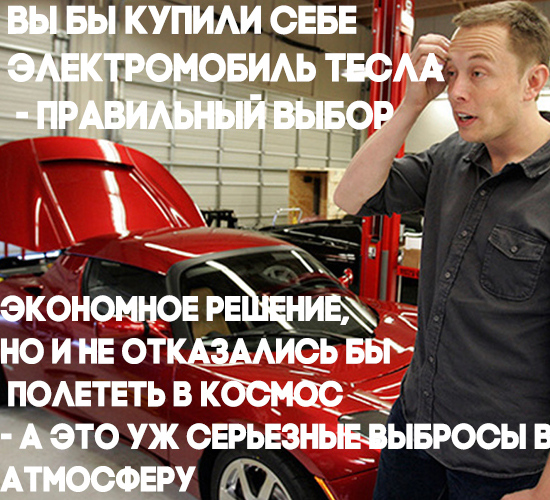 ВЫ БЫ КУПИЛИ СЕБЕ
ЭЛЕКТРОМОБИЛЬ ТЕСЛА
- ПРАВИЛЬНЫЙ ВЫБОР
ЭКОНОМНОЕ РЕШЕНИЕ,
НО И НЕ ОТКАЗАЛИСЬ БЫ
ПОЛЕТЕТЬ В КОСМОС
- А ЭТО УЖ СЕРЬЕЗНЫЕ ВЫБРОСЫ В
АТМОСФЕРУ